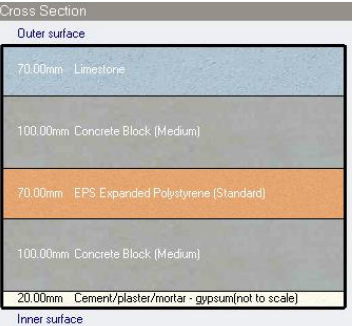 Cross Section
Outer surface
70.00mm Limestone
100.00mm Concrete Block (Medium)
70.00mm EPS Expanded Polystyrene (Standard)
100.00mm Concrete Block (Medium)
20.00mm Cement/plaster/mortar - gypsum(not to scale)
Inner surface